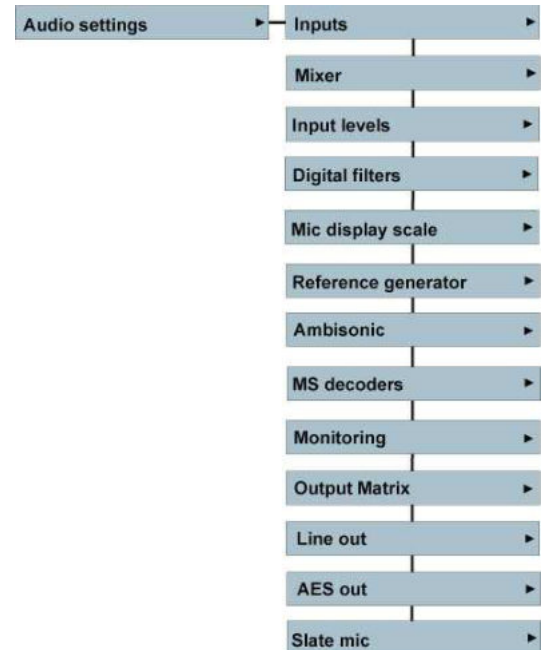 Audio settings
Inputs
Mixer
Input levels
Digital filters
Mic display scale
Reference generator
Ambisonic
MS decoders
Monitoring
Output Matrix
Line out
AES out
Slate mic